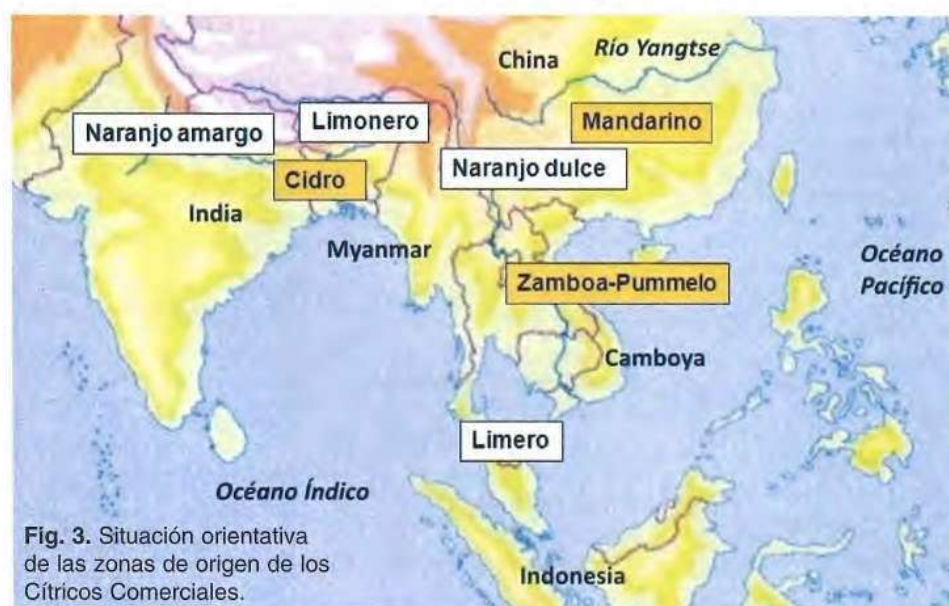 Río Yangtse
China
Limonero
Mandarino
Naranjo amargo
Naranjo dulce
Cidro
India
Myanmar
Océano
Pacífico
Zamboa-Pummelo
Camboya
Limero
Océano Índico
Fig. 3. Situación orientativa
de las zonas de origen de los
Cítricos Comerciales.
Indonesia